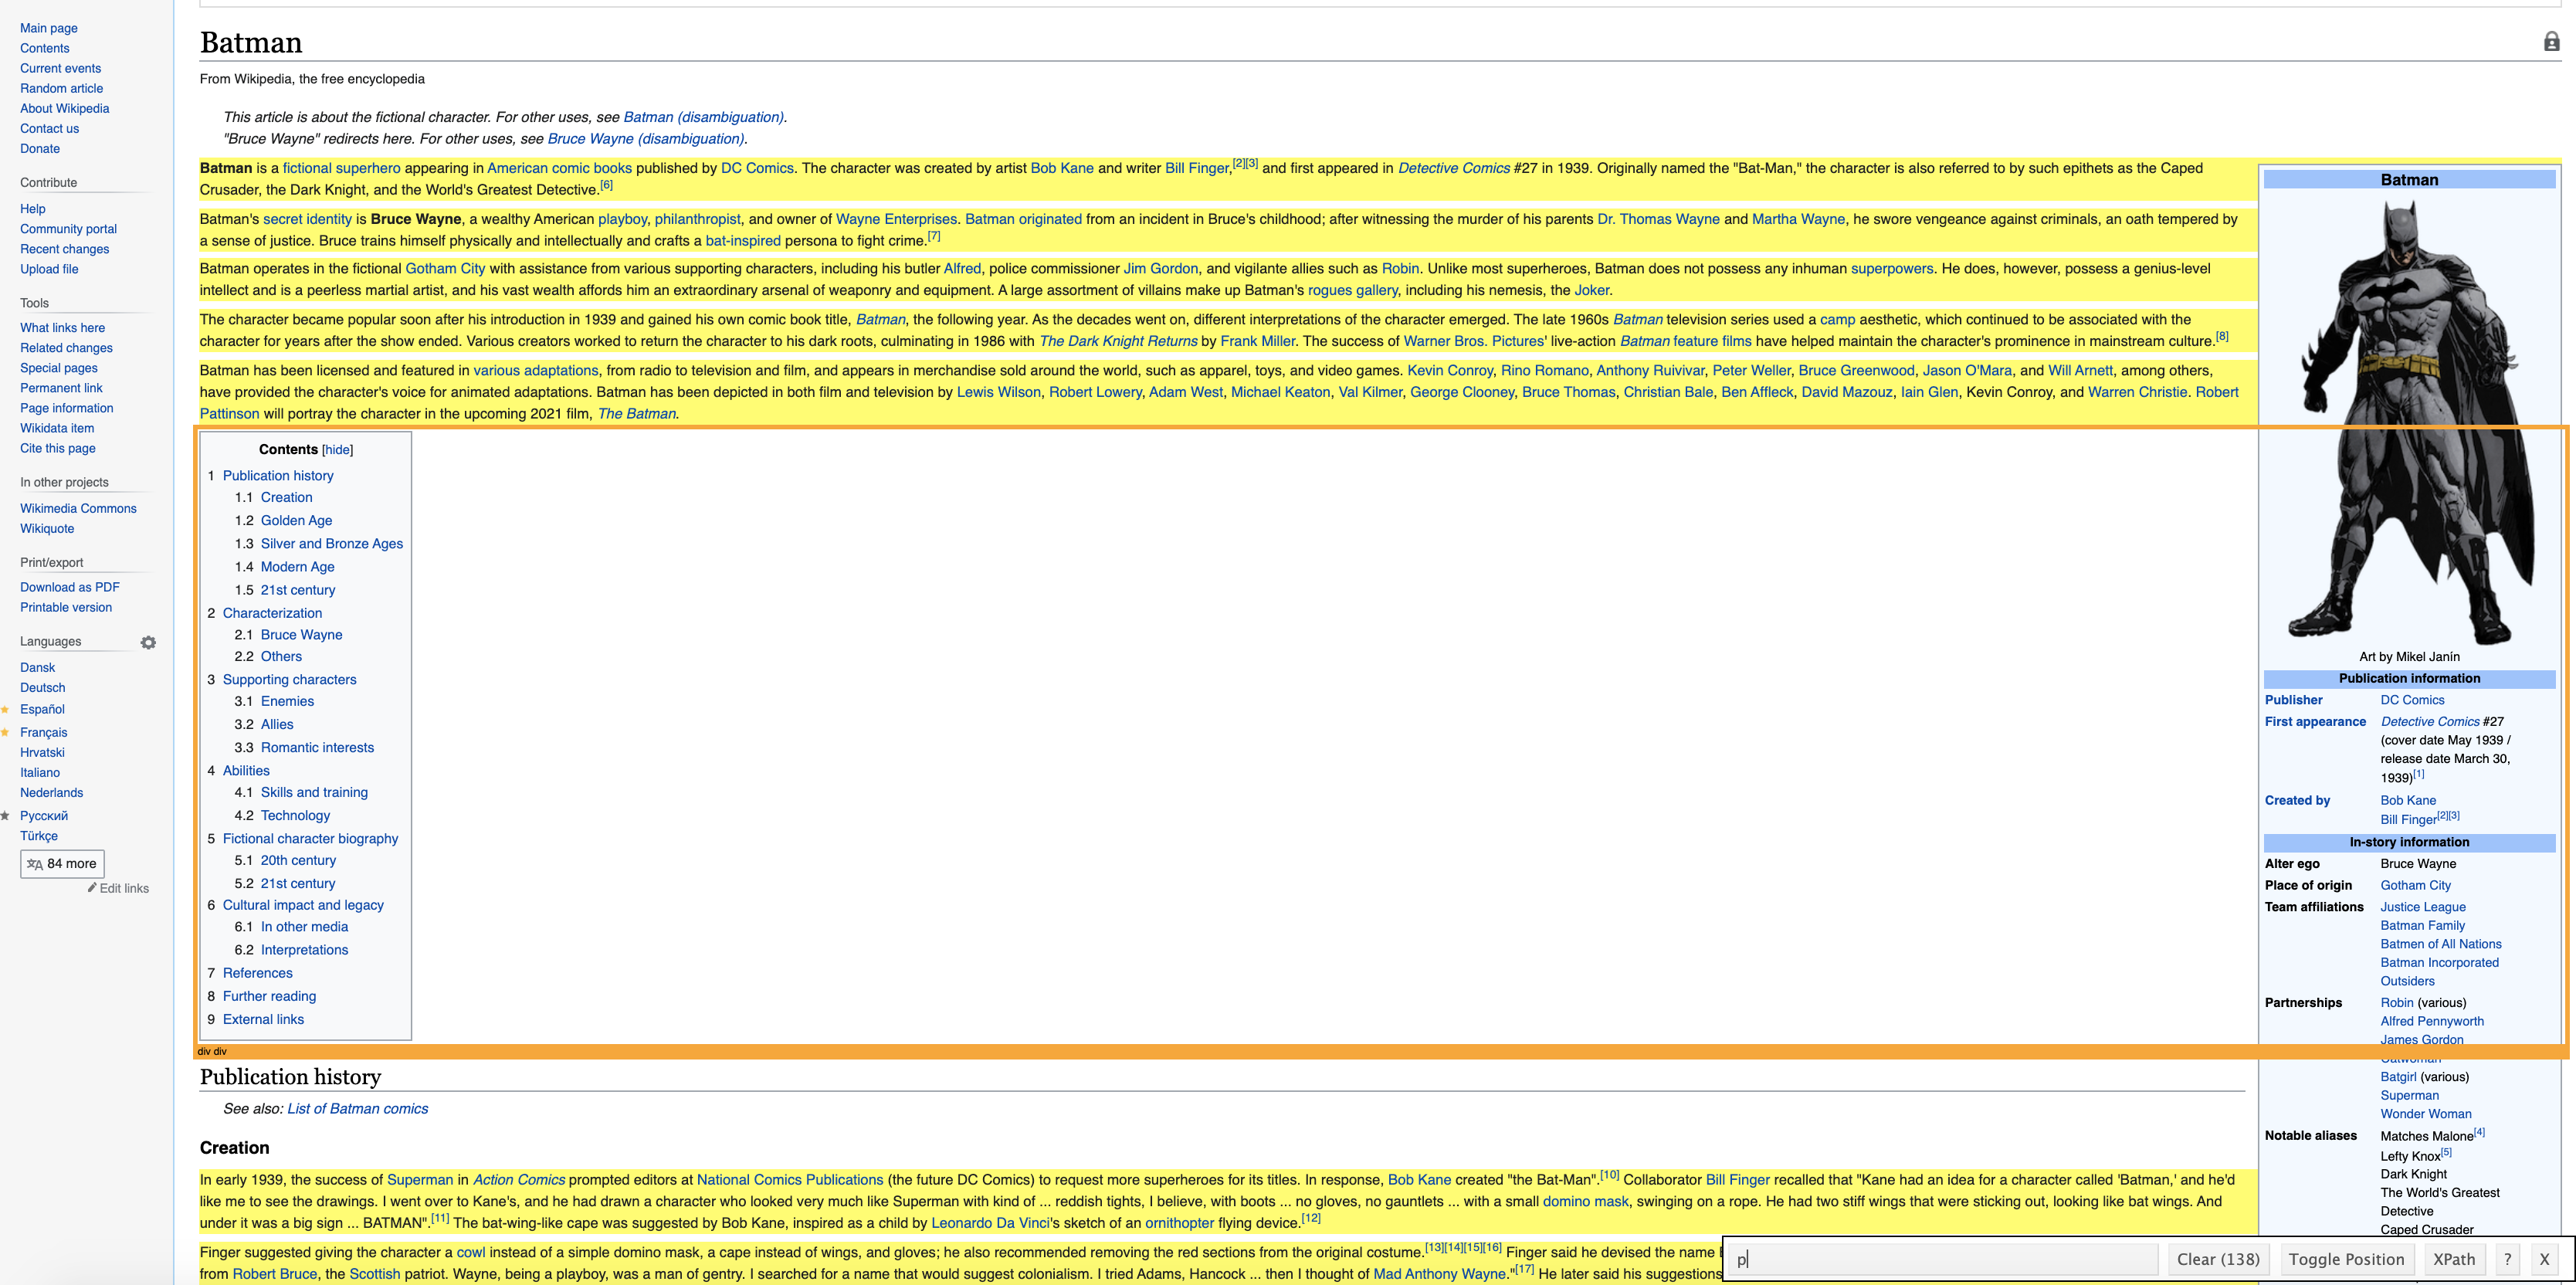 Main page
Contents
Current events
Random article
About Wikipedia
Contact us
Donate
Contribute
Help
Community portal
Recent changes
Upload file
Tools
What links here
Related changes
Special pages
Permanent link
Page information
Wikidata item
Cite this page
In other projects
Wikimedia Commons
Wikiquote
Print/export
Download as PDF
Printable version
Languages
Dansk
Deutsch
Español
Français
Hrvatski
Italiano
Nederlands
Русский
Türkçe
84 more
Edit links
Batman
From Wikipedia, the free encyclopedia
This article is about the fictional character. For other uses, see Batman (disambiguation).
"Bruce Wayne" redirects here. For other uses, see Bruce Wayne (disambiguation).
Batman is a fictional superhero appearing in American comic books published by DC Comics. The character was created by artist Bob Kane and writer Bill Finger,[2][3] and first appeared in Detective Comics #27 in 1939. Originally named the "Bat-Man," the character is also referred to by such epithets as the Caped
Crusader, the Dark Knight, and the World's Greatest Detective.[6]
Batman's secret identity is Bruce Wayne, a wealthy American playboy, philanthropist, and owner of Wayne Enterprises. Batman originated from an incident in Bruce's childhood; after witnessing the murder of his parents Dr. Thomas Wayne and Martha Wayne, he swore vengeance against criminals, an oath tempered by
a sense of justice. Bruce trains himself physically and intellectually and crafts a bat-inspired persona to fight crime.[7]
Batman operates in the fictional Gotham City with assistance from various supporting characters, including his butler Alfred, police commissioner Jim Gordon, and vigilante allies such as Robin. Unlike most superheroes, Batman does not possess any inhuman superpowers. He does, however, possess a genius-level
intellect and is a peerless martial artist, and his vast wealth affords him an extraordinary arsenal of weaponry and equipment. A large assortment of villains make up Batman's rogues gallery, including his nemesis, the Joker.
The character became popular soon after his introduction in 1939 and gained his own comic book title, Batman, the following year. As the decades went on, different interpretations of the character emerged. The late 1960s Batman television series used a camp aesthetic, which continued to be associated with the
character for years after the show ended. Various creators worked to return the character to his dark roots, culminating in 1986 with The Dark Knight Returns by Frank Miller. The success of Warner Bros. Pictures' live-action Batman feature films have helped maintain the character's prominence in mainstream culture.[8]
Batman has been licensed and featured in various adaptations, from radio to television and film, and appears in merchandise sold around the world, such as apparel, toys, and video games. Kevin Conroy, Rino Romano, Anthony Ruivivar, Peter Weller, Bruce Greenwood, Jason O'Mara, and Will Arnett, among others,
have provided the character's voice for animated adaptations. Batman has been depicted in both film and television by Lewis Wilson, Robert Lowery, Adam West, Michael Keaton, Val Kilmer, George Clooney, Bruce Thomas, Christian Bale, Ben Affleck, David Mazouz, Iain Glen, Kevin Conroy, and Warren Christie. Robert
Pattinson will portray the character in the upcoming 2021 film, The Batman.
Contents [hide]
1 Publication history
1.1 Creation
1.2 Golden Age
1.3 Silver and Bronze Ages
1.4 Modern Age
1.5 21st century
2 Characterization
2.1 Bruce Wayne
2.2 Others
3 Supporting characters
3.1 Enemies
3.2 Allies
3.3 Romantic interests
4 Abilities
4.1 Skills and training
4.2 Technology
5 Fictional character biography
5.1 20th century
5.2 21st century
6 Cultural impact and legacy
6.1 In other media
6.2 Interpretations
7 References
8 Further reading
9 External links
div div
Publication history
See also: List of Batman comics
Creation
In early 1939, the success of Superman in Action Comics prompted editors at National Comics Publications (the future DC Comics) to request more superheroes for its titles. In response, Bob Kane created "the Bat-Man".[10] Collaborator Bill Finger recalled that "Kane had an idea for a character called 'Batman,' and he'd
like me to see the drawings. I went over to Kane's, and he had drawn a character who looked very much like Superman with kind of ... reddish tights, I believe, with boots ... no gloves, no gauntlets ... with a small domino mask, swinging on a rope. He had two stiff wings that were sticking out, looking like bat wings. And
under it was a big sign ... BATMAN".[11] The bat-wing-like cape was suggested by Bob Kane, inspired as a child by Leonardo Da Vinci's sketch of an ornithopter flying device.[12]
Finger suggested giving the character a cowl instead of a simple domino mask, a cape instead of wings, and gloves; he also recommended removing the red sections from the original costume.[13][14][15][16] Finger said he devised the name
from Robert Bruce, the Scottish patriot. Wayne, being a playboy, was a man of gentry. I searched for a name that would suggest colonialism. I tried Adams, Hancock ... then I thought of Mad Anthony Wayne."[17] He later said his suggestions
Batman
Art by Mikel Janín
Publication information
Publisher DC Comics
First appearance Detective Comics #27
(cover date May 1939 /
release date March 30,
1939)[1]
Created by Bob Kane
Bill Finger[2][3]
In-story information
Alter ego Bruce Wayne
Place of origin Gotham City
Team affiliations Justice League
Batman Family
Batmen of All Nations
Batman Incorporated
Outsiders
Partnerships Robin (various)
Alfred Pennyworth
James Gordon
Catwoman
Batgirl (various)
Superman
Wonder Woman
Notable aliases Matches Malone[4]
Lefty Knox[5]
Dark Knight
The World's Greatest
Detective
Caped Crusader
p
Clear (138)
Toggle Position
XPath
?
X